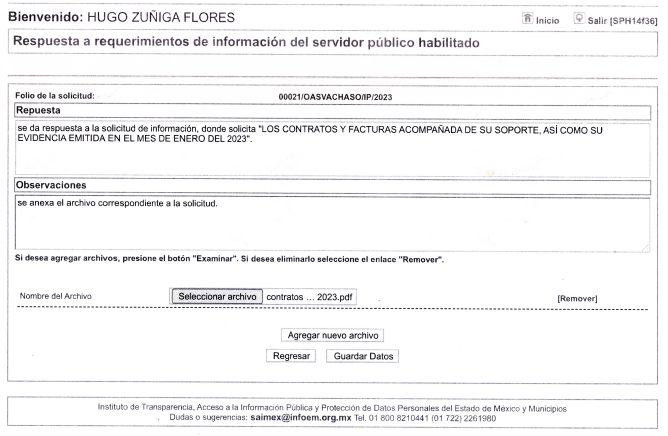 Bienvenido: HUGO ZUÑIGA FLORES
Inicio Salir [SPH14f36]
Respuesta a requerimientos de información del servidor público habilitado
Folio de la solicitud: 00021/OASVACHASO/IP/2023
Repuesta
se da respuesta a la solicitud de información, donde solicita "LOS CONTRATOS Y FACTURAS ACOMPAÑADA DE SU SOPORTE, ASÍ COMO SU
EVIDENCIA EMITIDA EN EL MES DE ENERO DEL 2023".
Observaciones
se anexa el archivo correspondiente a la solicitud.
Si desea agregar archivos, presione el botón "Examinar". Si desea eliminarlo seleccione el enlace "Remover".
Nombre del Archivo Seleccionar archivo contratos ... 2023.pdf [Remover]
Agregar nuevo archivo
Regresar Guardar Datos
Instituto de Transparencia, Acceso a la Información Pública y Protección de Datos Personales del Estado de México y Municipios
Dudas o sugerencias: saimex@infoem.org.mx Tel. 01 800 8210441 (01 722) 2261980